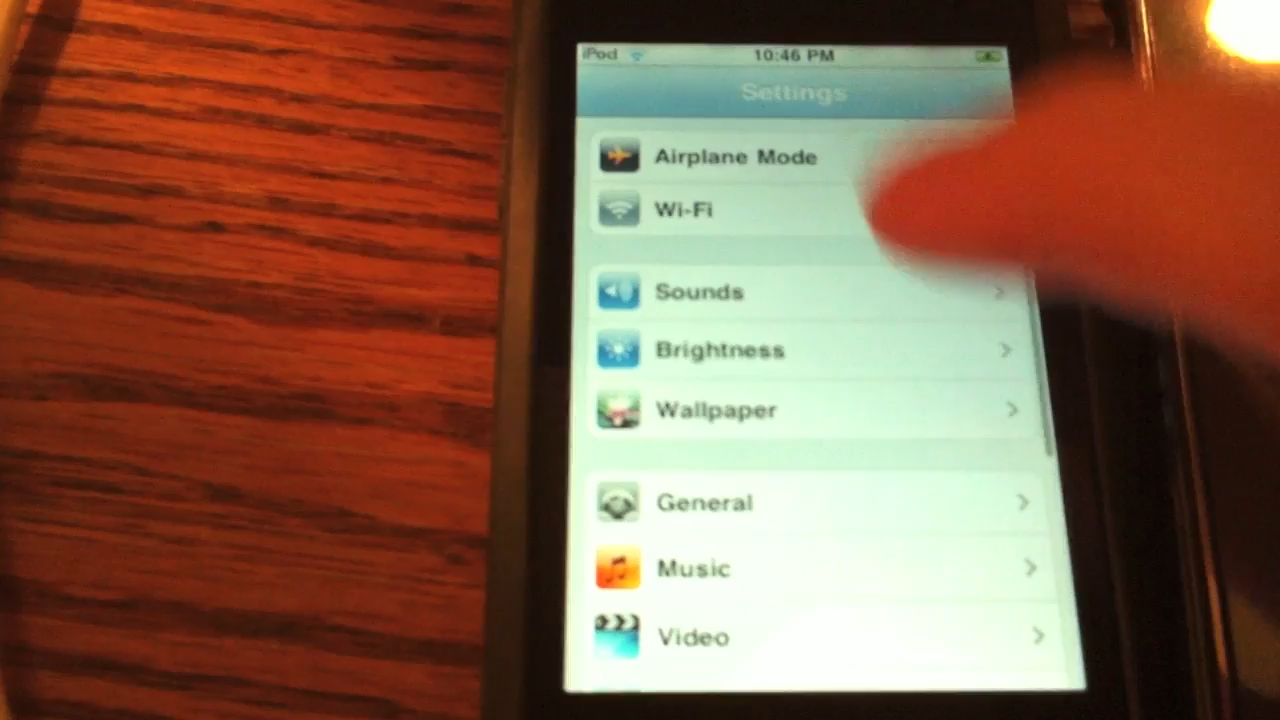 iPod 10:46 PM
Settings
Airplane Mode
Wi-Fi
Sounds
Brightness
Wallpaper
General
Music
Video